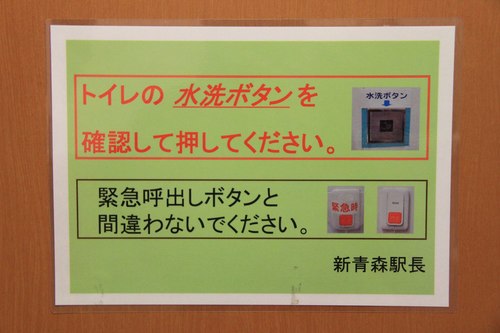 トイレの 水洗ボタンを
確認して押してください。
水洗ボタン
緊急呼出しボタンと
間違わないでください。
緊急時
新青森駅長